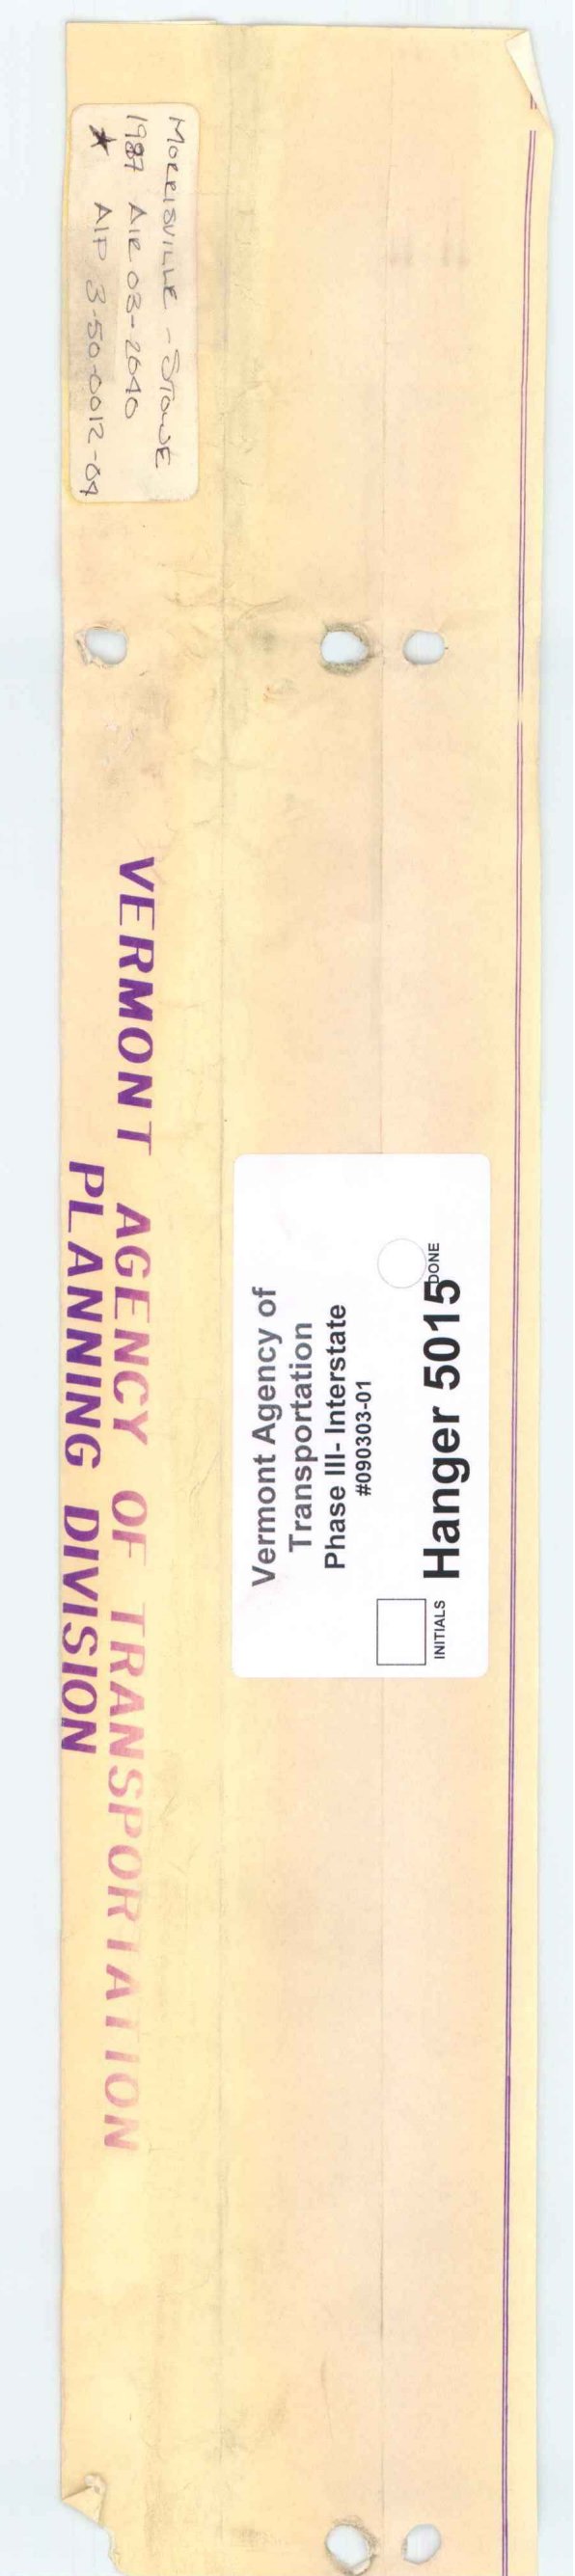 MORRISVILLE - STOWE
1987 AIR 03-2640
★ AIP 3-50-0012-04
VERMONT AGENCY OF TRANSPORTATION
PLANNING DIVISION
Vermont Agency of
Transportation
Phase III- Interstate
#090303-01
INITIALS
Hanger 5015
DONE